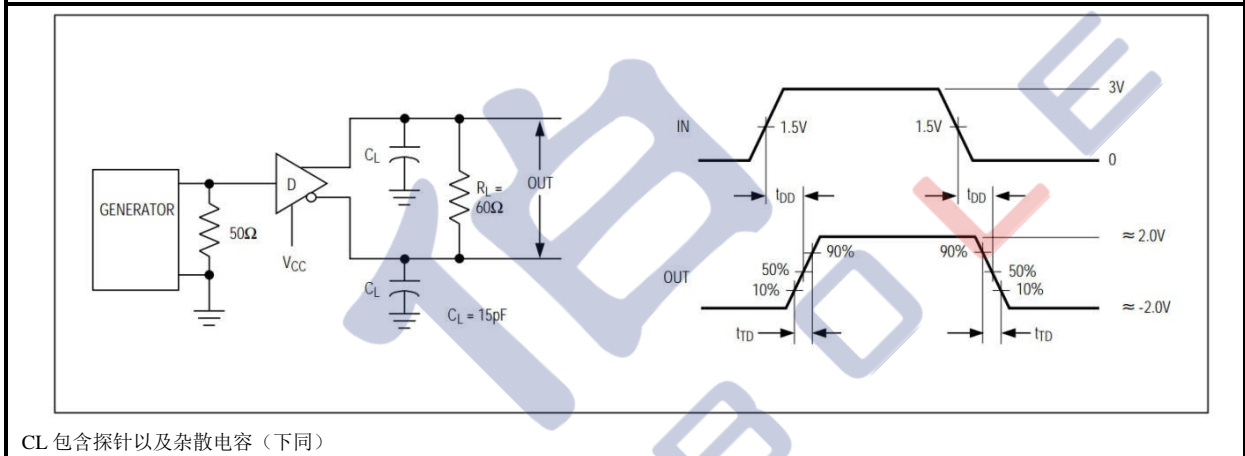 GENERATOR
50Ω
D
VCC
CL
CL
RL =
60Ω
OUT
CL = 15pF
IN
1.5V
1.5V
3V
0
tDD
tDD
OUT
90%
50%
10%
90%
50%
10%
≈ 2.0V
≈ -2.0V
tTD
tTD
CL 包含探针以及杂散电容（下同）